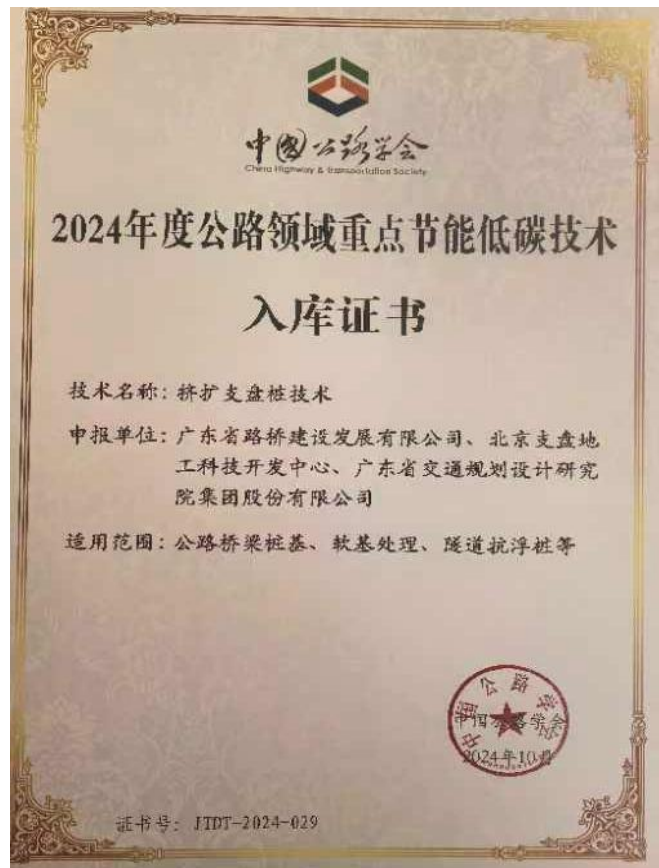 中国公路学会
China Highway & Transportation Society
2024年度公路领域重点节能低碳技术
入库证书
技术名称：挤扩支盘桩技术
申报单位：广东省路桥建设发展有限公司、北京支盘地
工科技开发中心、广东省交通规划设计研究
院集团股份有限公司
适用范围：公路桥梁桩基、软基处理、隧道抗浮桩等
中国公路学会
中国公路学会
2024年10月
证书号：JTDT-2024-029